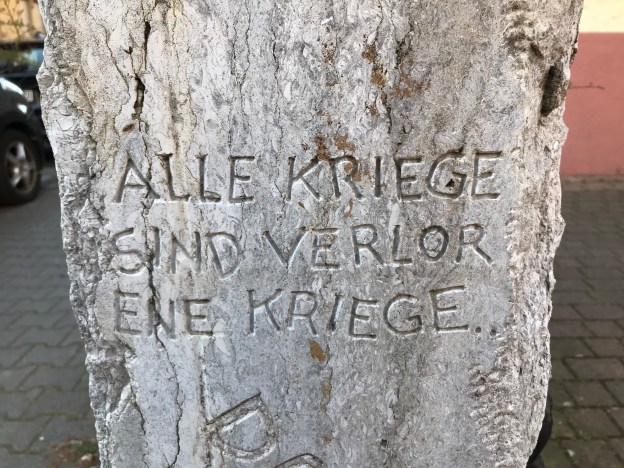 ALLE KRIEGE
SIND VERLOR
ENE KRIEGE..